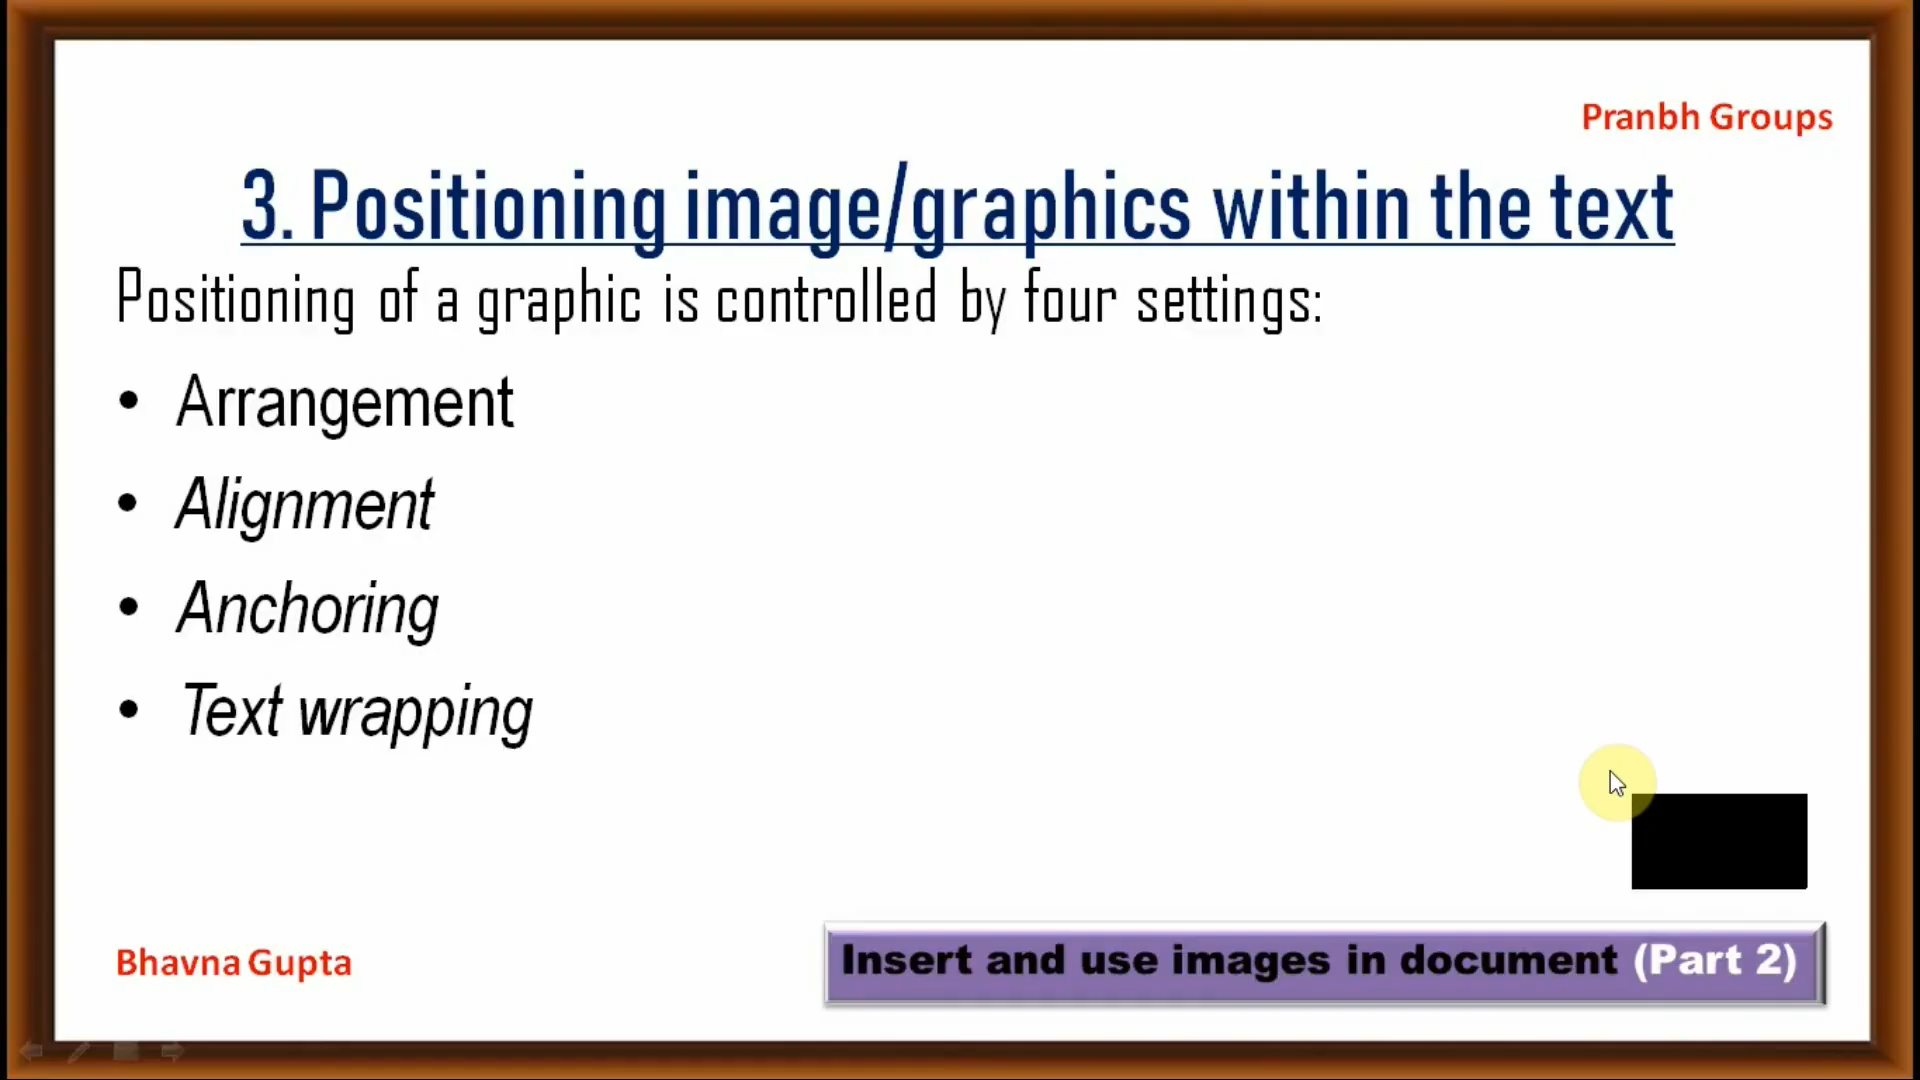 Pranbh Groups
3. Positioning image/graphics within the text
Positioning of a graphic is controlled by four settings:
• Arrangement
• Alignment
• Anchoring
• Text wrapping
Bhavna Gupta
Insert and use images in document (Part 2)